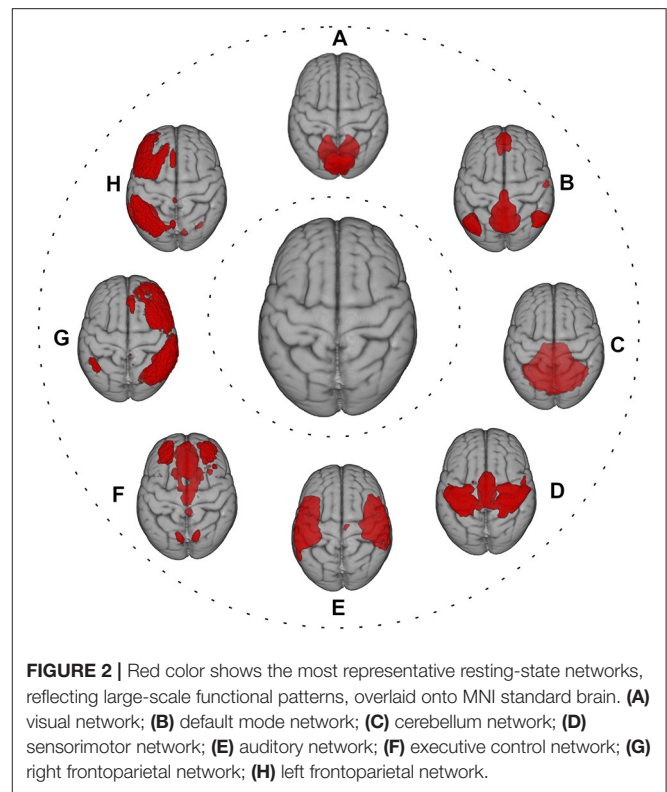 A
H
B
G
C
F
D
E
FIGURE 2 | Red color shows the most representative resting-state networks,
reflecting large-scale functional patterns, overlaid onto MNI standard brain. (A)
visual network; (B) default mode network; (C) cerebellum network; (D)
sensorimotor network; (E) auditory network; (F) executive control network; (G)
right frontoparietal network; (H) left frontoparietal network.